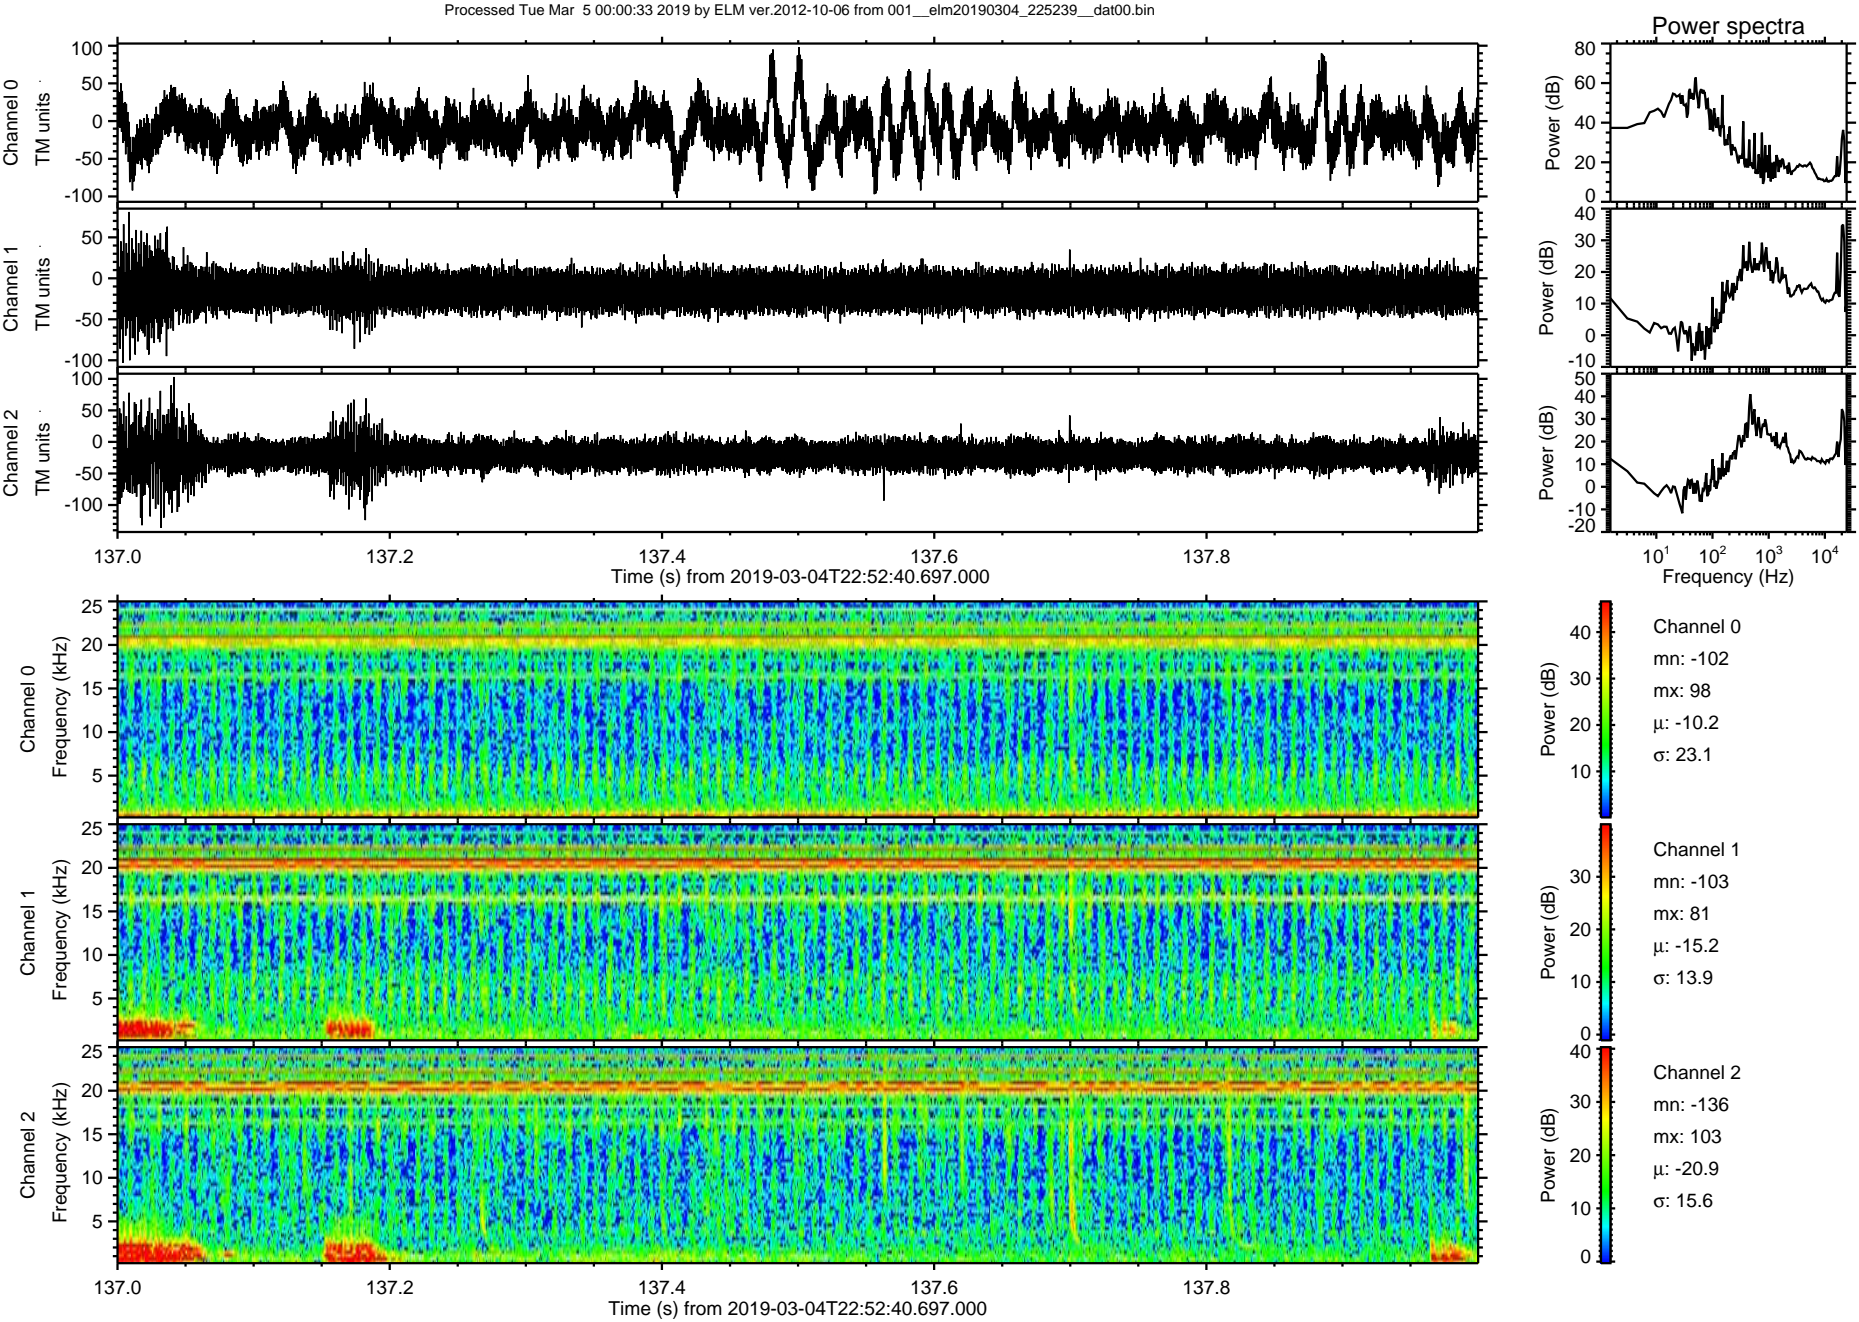 Processed Tue Mar  5 00:00:33 2019 by ELM ver.2012-10-06 from 001__elm20190304_225239__dat00.bin
Power spectra
Channel 0
TM units
100
50
0
-50
-100
Power (dB)
80
60
40
20
0
Channel 1
TM units
50
0
-50
-100
Power (dB)
40
30
20
10
0
-10
Channel 2
TM units
100
50
0
-50
-100
Power (dB)
50
40
30
20
10
0
-10
-20
137.0 137.2 137.4 137.6 137.8
Time (s) from 2019-03-04T22:52:40.697.000
10^1 10^2 10^3 10^4
Frequency (Hz)
Channel 0
Frequency (kHz)
25
20
15
10
5
Power (dB)
40
30
20
10
Channel 0
mn: -102
mx: 98
μ: -10.2
σ: 23.1
Channel 1
Frequency (kHz)
25
20
15
10
5
Power (dB)
30
20
10
0
Channel 1
mn: -103
mx: 81
μ: -15.2
σ: 13.9
Channel 2
Frequency (kHz)
25
20
15
10
5
Power (dB)
40
30
20
10
0
Channel 2
mn: -136
mx: 103
μ: -20.9
σ: 15.6
137.0 137.2 137.4 137.6 137.8
Time (s) from 2019-03-04T22:52:40.697.000